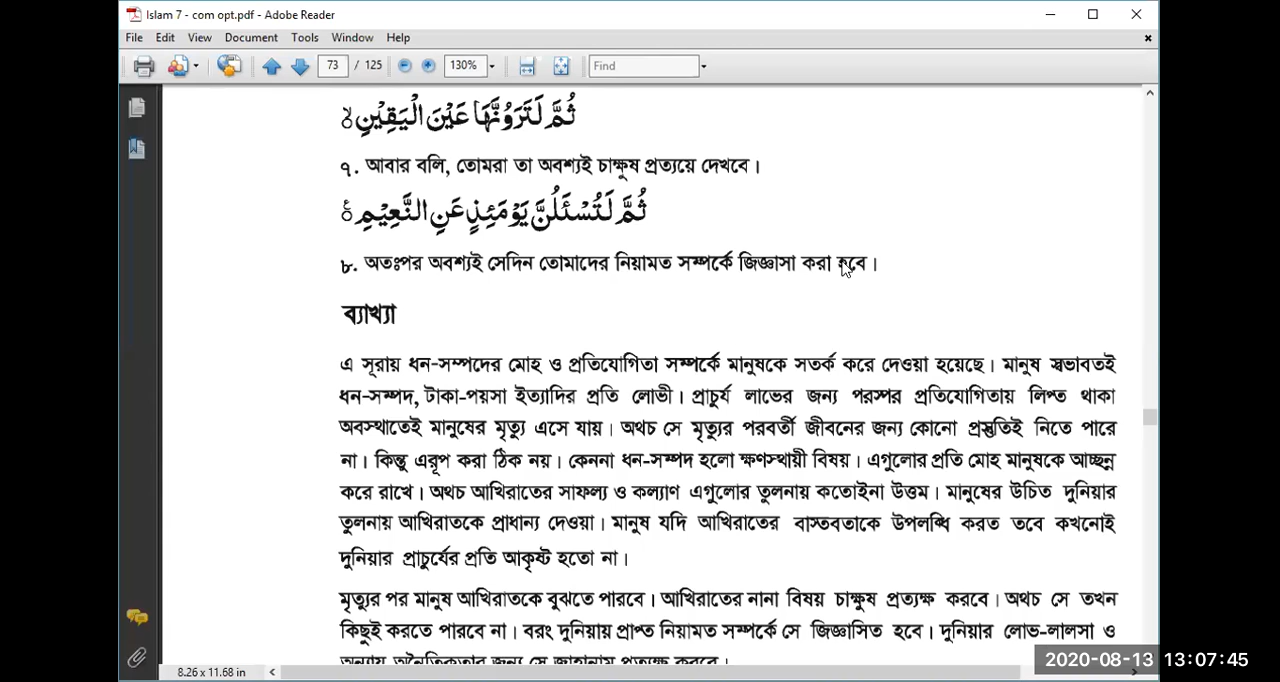 Islam 7 - com opt.pdf - Adobe Reader
File Edit View Document Tools Window Help
73 / 125 130% Find
ثُمَّ لَتَرَوُنَّهَا عَيْنَ الْيَقِيْنِ ۙ
৭. আবার বলি, তোমরা তা অবশ্যই চাক্ষুষ প্রত্যয়ে দেখবে।
ثُمَّ لَتُسْئَلُنَّ يَوْمَئِذٍ عَنِ النَّعِيْمِ
৮. অতঃপর অবশ্যই সেদিন তোমাদের নিয়ামত সম্পর্কে জিজ্ঞাসা করা হবে।
ব্যাখ্যা
এ সূরায় ধন-সম্পদের মোহ ও প্রতিযোগিতা সম্পর্কে মানুষকে সতর্ক করে দেওয়া হয়েছে। মানুষ স্বভাবতই
ধন-সম্পদ, টাকা-পয়সা ইত্যাদির প্রতি লোভী। প্রাচুর্য লাভের জন্য পরস্পর প্রতিযোগিতায় লিপ্ত থাকা
অবস্থাতেই মানুষের মৃত্যু এসে যায়। অথচ সে মৃত্যুর পরবর্তী জীবনের জন্য কোনো প্রস্তুতিই নিতে পারে
না। কিন্তু এরূপ করা ঠিক নয়। কেননা ধন-সম্পদ হলো ক্ষণস্থায়ী বিষয়। এগুলোর প্রতি মোহ মানুষকে আচ্ছন্ন
করে রাখে। অথচ আখিরাতের সাফল্য ও কল্যাণ এগুলোর তুলনায় কতোইনা উত্তম। মানুষের উচিত দুনিয়ার
তুলনায় আখিরাতকে প্রাধান্য দেওয়া। মানুষ যদি আখিরাতের বাস্তবতাকে উপলব্ধি করত তবে কখনোই
দুনিয়ার প্রাচুর্যের প্রতি আকৃষ্ট হতো না।
মৃত্যুর পর মানুষ আখিরাতকে বুঝতে পারবে। আখিরাতের নানা বিষয় চাক্ষুষ প্রত্যক্ষ করবে। অথচ সে তখন
কিছুই করতে পারবে না। বরং দুনিয়ায় প্রাপ্ত নিয়ামত সম্পর্কে সে জিজ্ঞাসিত হবে। দুনিয়ার লোভ-লালসা ও
অন্যায় অনৈতিকতার জন্য সে জাহান্নাম প্রত্যক্ষ করবে।
8.26 x 11.68 in
2020-08-13 13:07:45